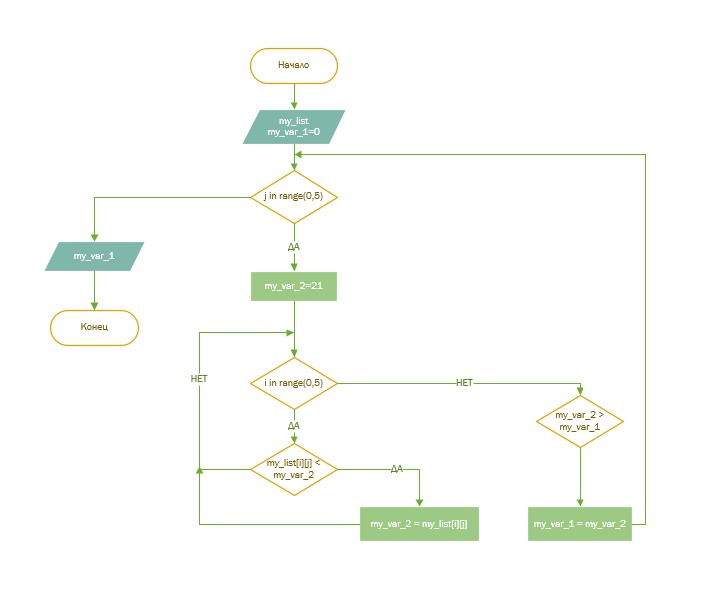 Начало
my_list
my_var_1=0
j in range(0,5)
ДА
my_var_1
my_var_2=21
Конец
НЕТ
i in range(0,5)
НЕТ
my_var_2 >
my_var_1
ДА
my_list[i][j] <
my_var_2
ДА
my_var_2 = my_list[i][j]
my_var_1 = my_var_2